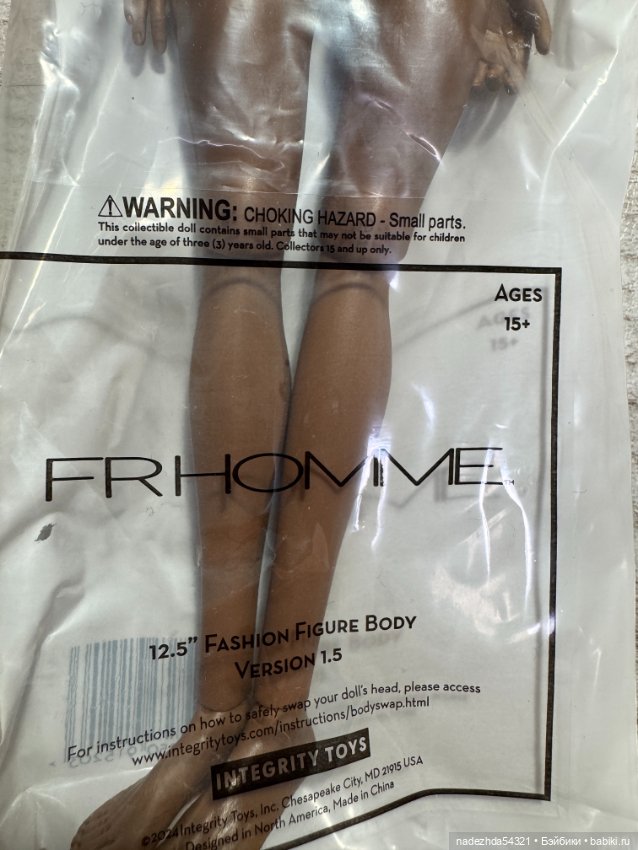 ⚠WARNING: CHOKING HAZARD - Small parts.
This collectible doll contains small parts that may not be suitable for children
under the age of three (3) years old. Collectors 15 and up only.
AGES
15+
FR HOMME™
12.5” FASHION FIGURE BODY
VERSION 1.5
For instructions on how to safely swap your doll's head, please access
www.integritytoys.com/instructions/bodyswap.html
INTEGRITY TOYS
©2024 Integrity Toys, Inc. Chesapeake City, MD 21915 USA
Designed in North America, Made in China
nadezhda54321 • Бэйбики • babiki.ru